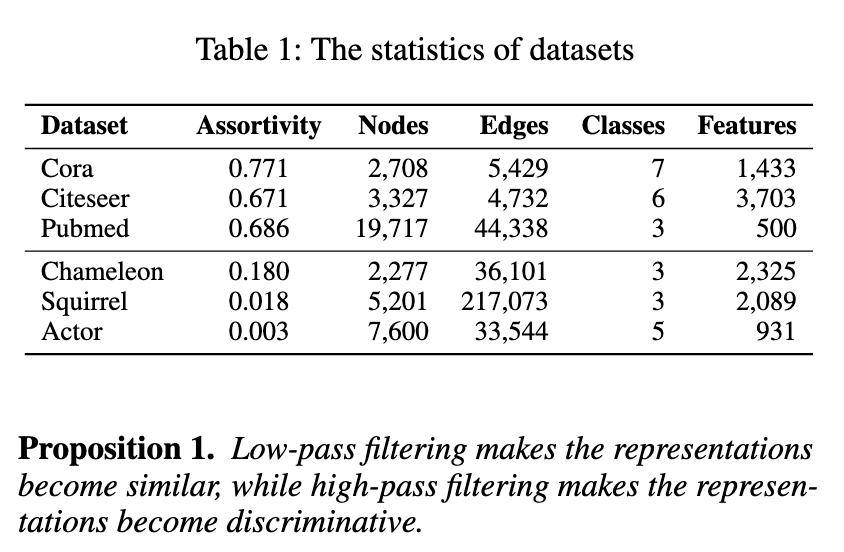 Table 1: The statistics of datasets
Dataset Assortivity Nodes Edges Classes Features
Cora 0.771 2,708 5,429 7 1,433
Citeseer 0.671 3,327 4,732 6 3,703
Pubmed 0.686 19,717 44,338 3 500
Chameleon 0.180 2,277 36,101 3 2,325
Squirrel 0.018 5,201 217,073 3 2,089
Actor 0.003 7,600 33,544 5 931
Proposition 1. Low-pass filtering makes the representations
become similar, while high-pass filtering makes the represen-
tations become discriminative.